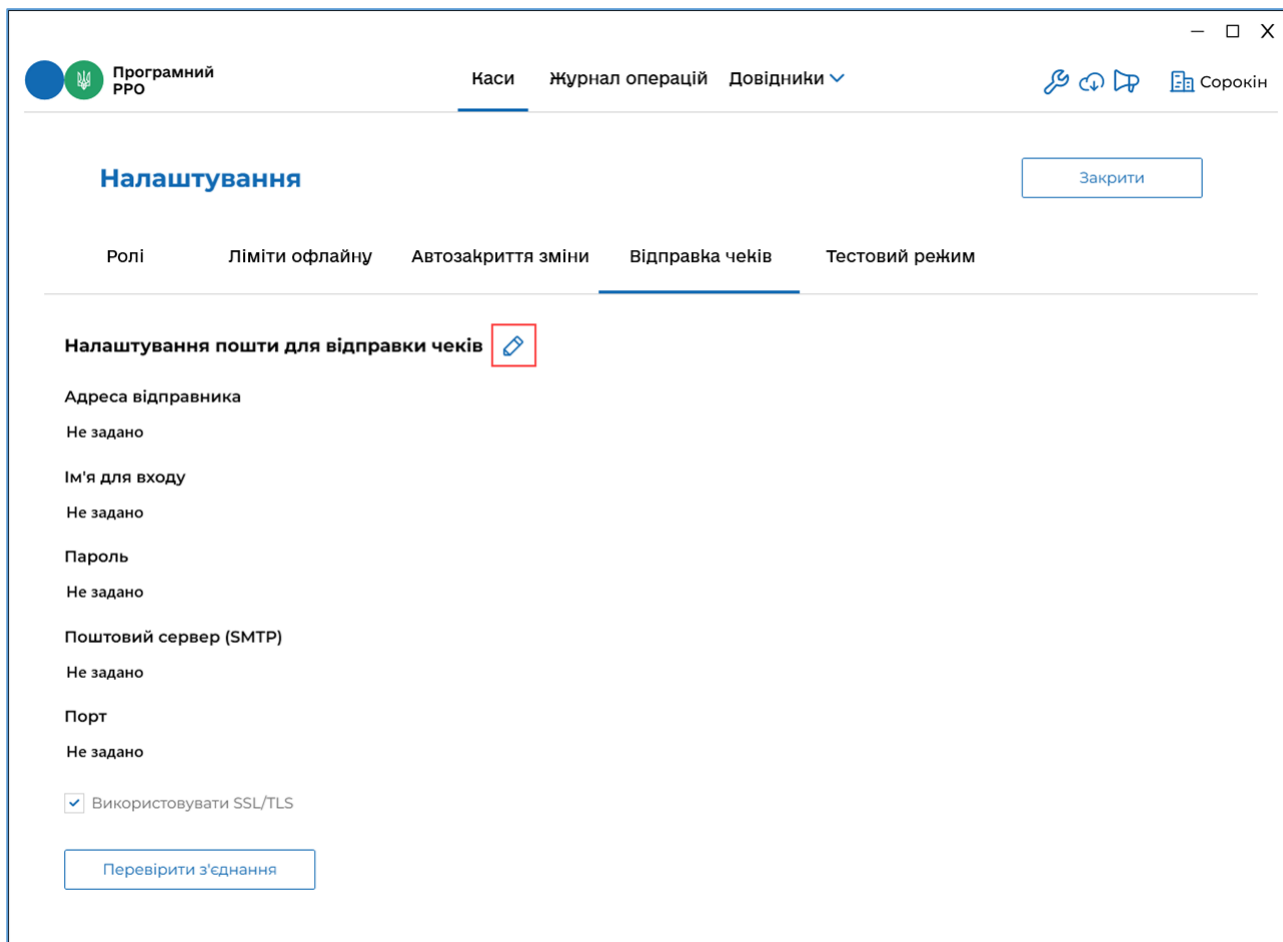 Програмний
РРО
Каси Журнал операцій Довідники
Сорокін
Налаштування
Закрити
Ролі Ліміти офлайну Автозакриття зміни Відправка чеків Тестовий режим
Налаштування пошти для відправки чеків
Адреса відправника
Не задано
Ім'я для входу
Не задано
Пароль
Не задано
Поштовий сервер (SMTP)
Не задано
Порт
Не задано
Використовувати SSL/TLS
Перевірити з'єднання